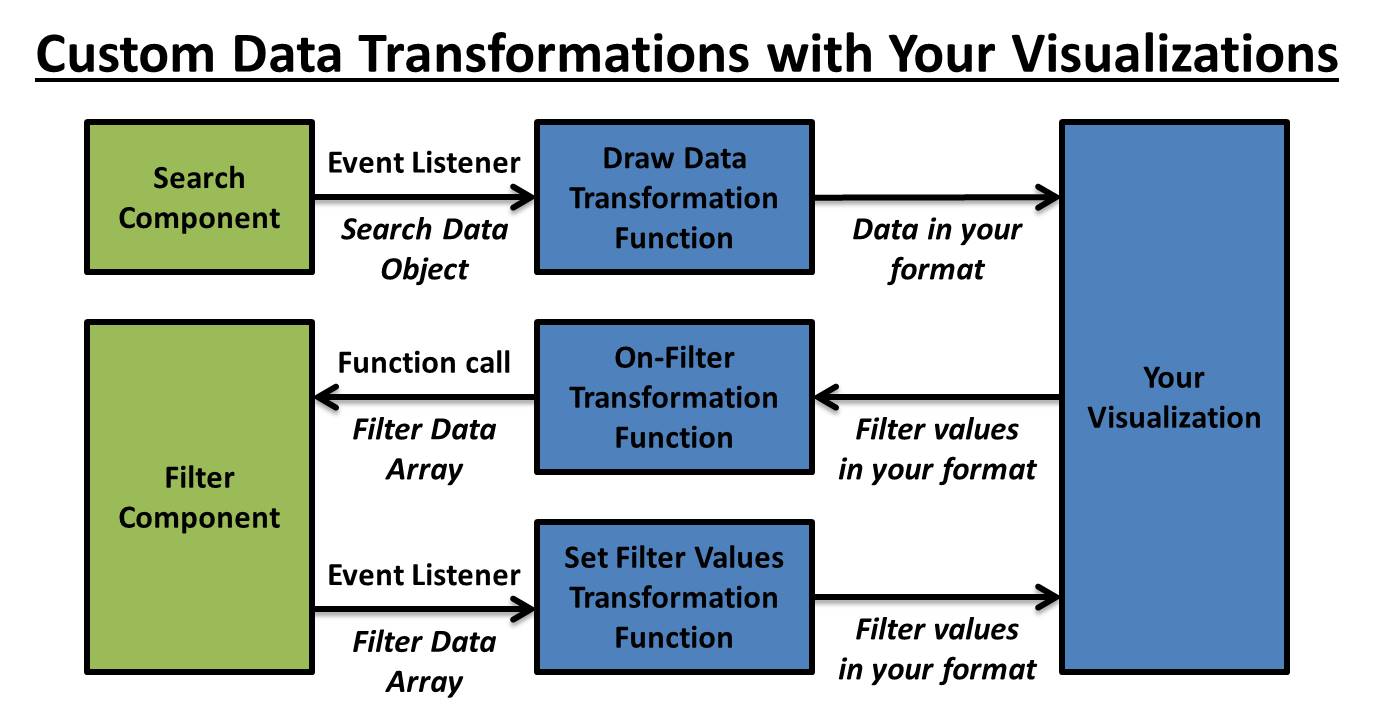 Custom Data Transformations with Your Visualizations
Search
Component
Event Listener
Search Data
Object
Draw Data
Transformation
Function
Data in your
format
Filter
Component
Function call
Filter Data
Array
On-Filter
Transformation
Function
Filter values
in your format
Your
Visualization
Event Listener
Filter Data
Array
Set Filter Values
Transformation
Function
Filter values
in your format